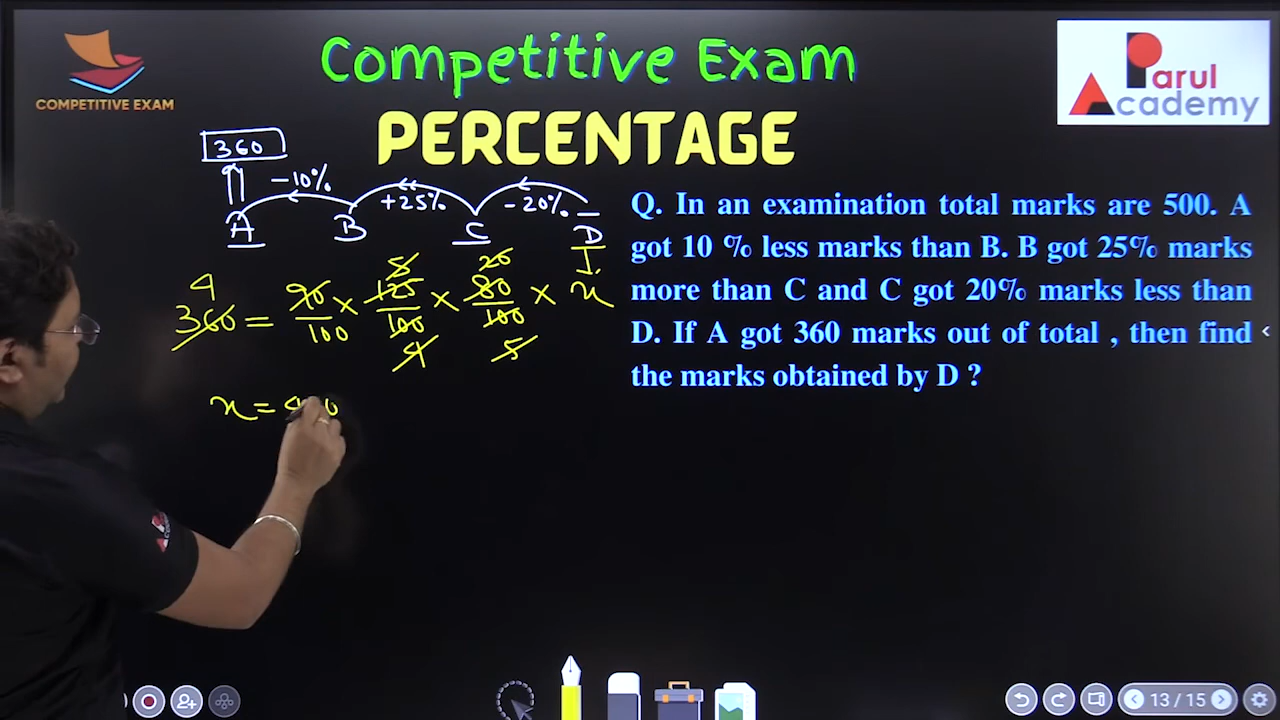 COMPETITIVE EXAM
Competitive Exam
PERCENTAGE
Parul
Academy
360
-10%
+25%
-20%
A B C D
Q. In an examination total marks are 500. A
got 10 % less marks than B. B got 25% marks
more than C and C got 20% marks less than
D. If A got 360 marks out of total , then find
the marks obtained by D ?
4 5 20
360 = 90/100 × 125/100 × 80/100 × x
4 5
x =
13 / 15